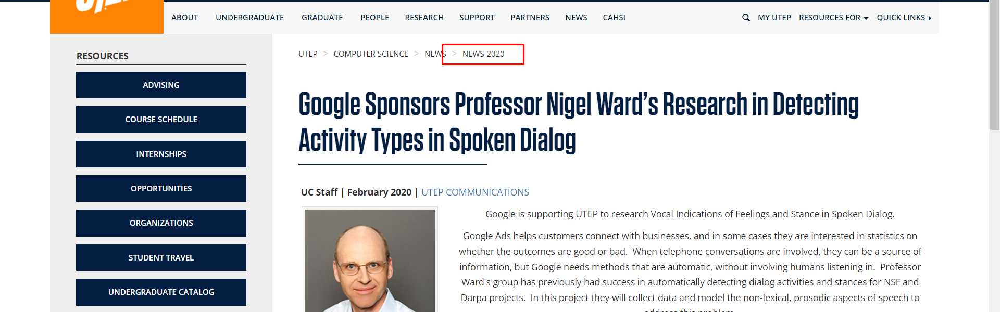 ABOUT UNDERGRADUATE GRADUATE PEOPLE RESEARCH SUPPORT PARTNERS NEWS CAHSI MY UTEP RESOURCES FOR QUICK LINKS
RESOURCES
ADVISING
COURSE SCHEDULE
INTERNSHIPS
OPPORTUNITIES
ORGANIZATIONS
STUDENT TRAVEL
UNDERGRADUATE CATALOG
UTEP > COMPUTER SCIENCE > NEWS > NEWS-2020
Google Sponsors Professor Nigel Ward's Research in Detecting
Activity Types in Spoken Dialog
UC Staff | February 2020 | UTEP COMMUNICATIONS
Google is supporting UTEP to research Vocal Indications of Feelings and Stance in Spoken Dialog.
Google Ads helps customers connect with businesses, and in some cases they are interested in statistics on
whether the outcomes are good or bad.  When telephone conversations are involved, they can be a source of
information, but Google needs methods that are automatic, without involving humans listening in.  Professor
Ward's group has previously had success in automatically detecting dialog activities and stances for NSF and
Darpa projects.  In this project they will collect data and model the non-lexical, prosodic aspects of speech to
address this problem.